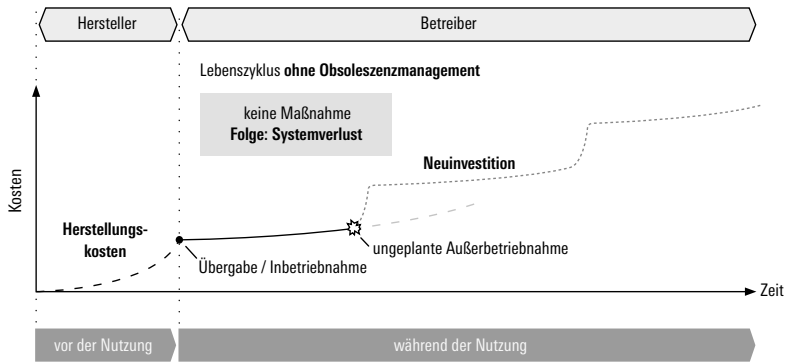 Hersteller
Betreiber
Lebenszyklus ohne Obsoleszenzmanagement
keine Maßnahme
Folge: Systemverlust
Neuinvestition
Kosten
Herstellungs-
kosten
ungeplante Außerbetriebnahme
Übergabe / Inbetriebnahme
Zeit
vor der Nutzung
während der Nutzung